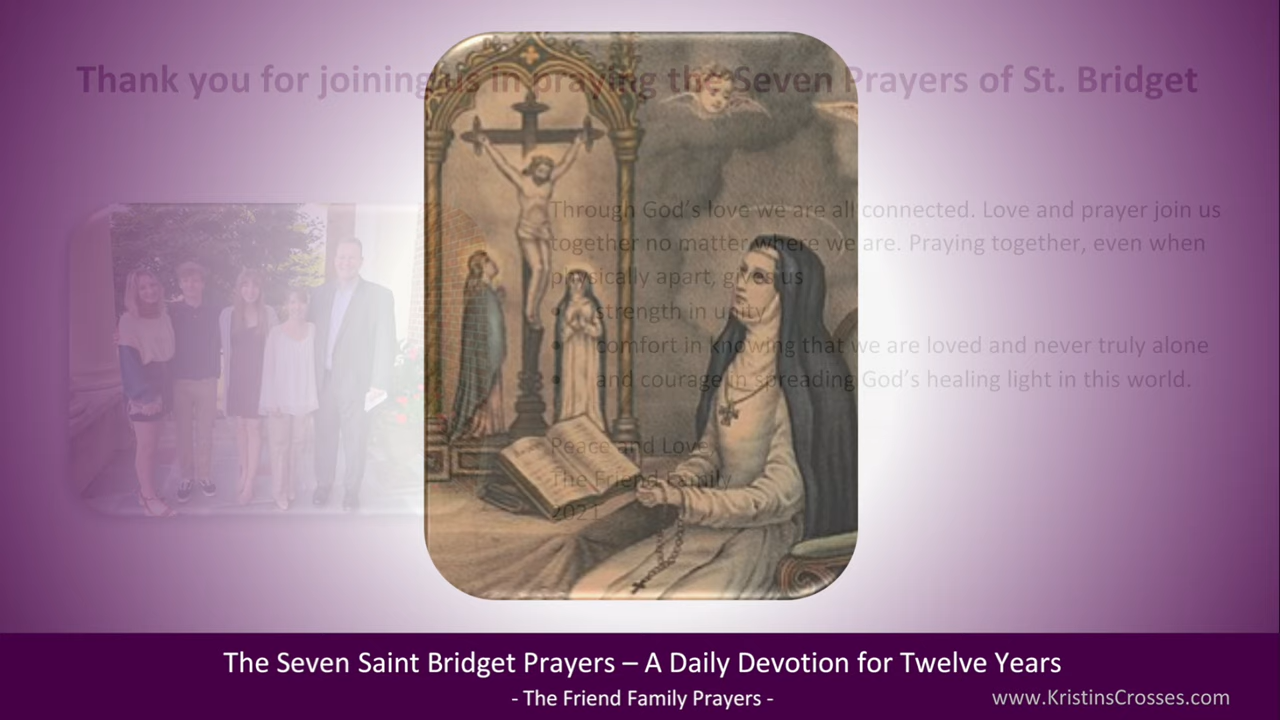 Thank you for joining us in praying the Seven Prayers of St. Bridget
Through God's love we are all connected. Love and prayer join us
together no matter where we are. Praying together, even when
physically apart, gives us
strength in unity
comfort in knowing that we are loved and never truly alone
and courage in spreading God's healing light in this world.
Peace and Love
The Friend Family
2021
The Seven Saint Bridget Prayers – A Daily Devotion for Twelve Years
- The Friend Family Prayers -
www.KristinsCrosses.com